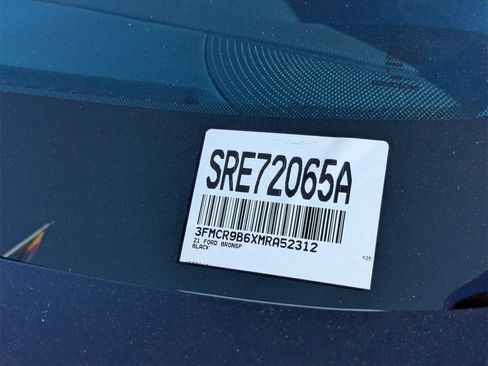 SRE72065A
3FMCR9B6XMRA52312
21 FORD BRONSP
BLACK
K25